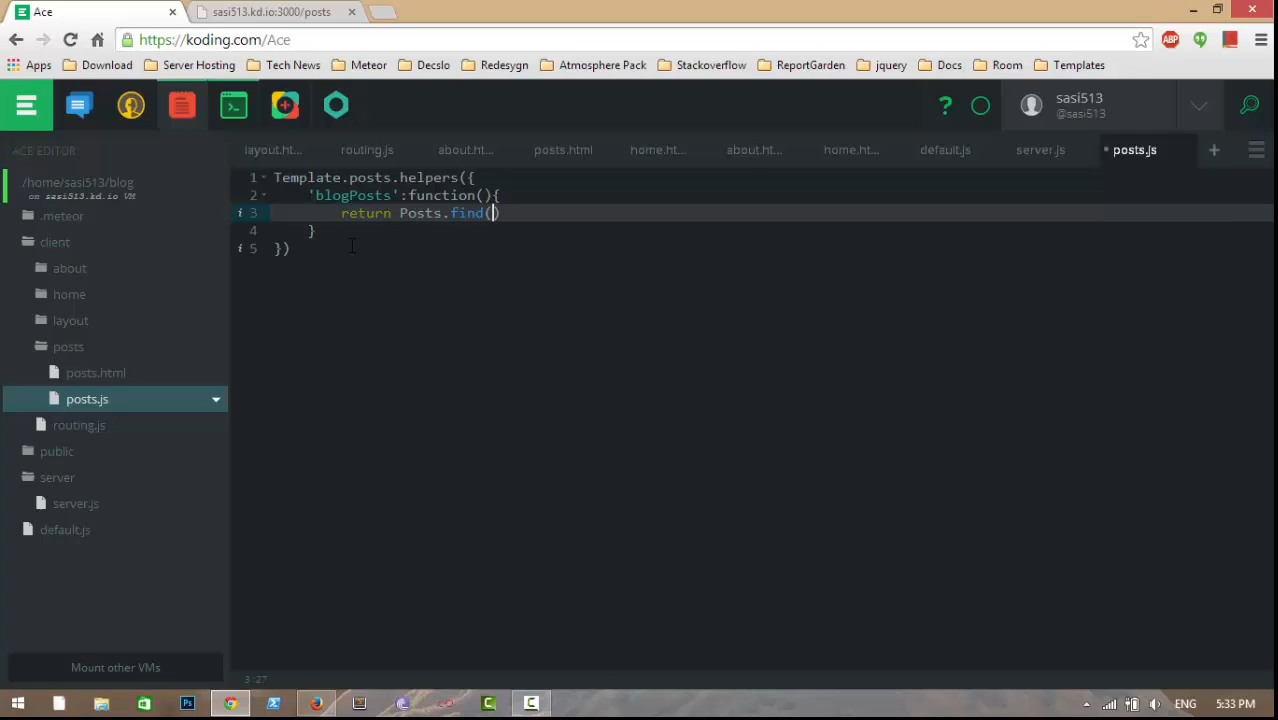 Ace
sasi513.kd.io:3000/posts
https://koding.com/Ace
ABP
Apps Download Server Hosting Tech News Meteor Decslo Redesygn Atmosphere Pack Stackoverflow ReportGarden jquery Docs Room Templates
sasi513
@sasi513
ACE EDITOR
layout.ht... routing.js about.ht... posts.html home.ht... about.ht... home.ht... default.js server.js posts.js
/home/sasi513/blog
on sasi513.kd.io VM
.meteor
client
about
home
layout
posts
posts.html
posts.js
routing.js
public
server
server.js
default.js
Mount other VMs
1 Template.posts.helpers({
2 'blogPosts':function(){
3 return Posts.find()
4 }
5 })
3:27
Ps
ENG
5:33 PM